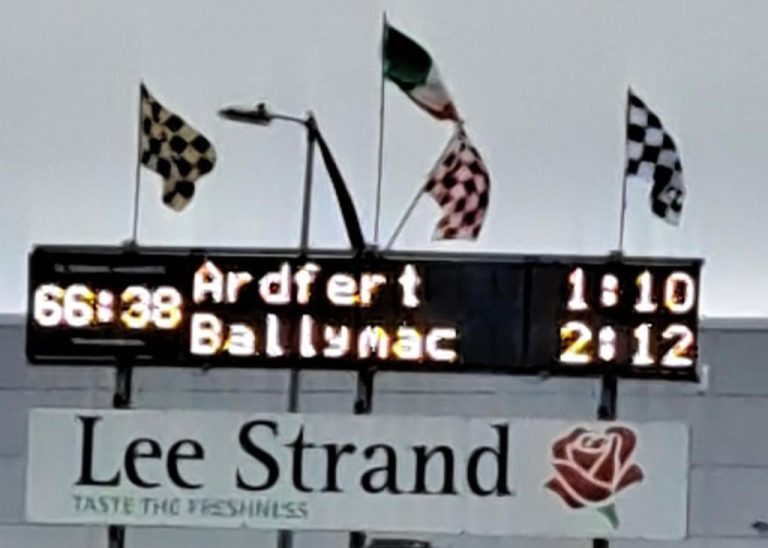 66:38
Ardfert 1:10
Ballymac 2:12
Lee Strand
TASTE THE FRESHNESS